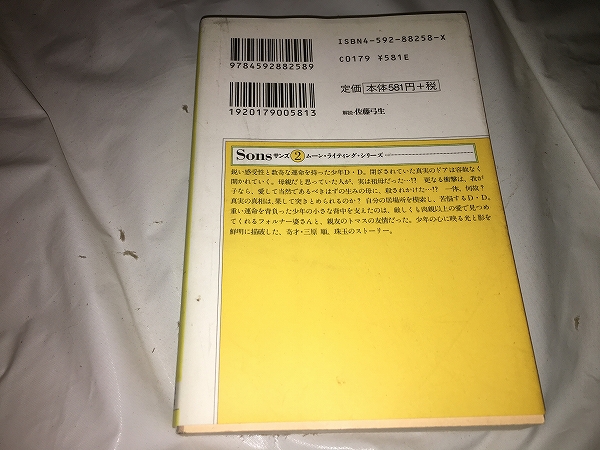 ISBN4-592-88258-X
C0179 ¥581E
9784592882589
定価 本体581円+税
1920179005813
解説・佐藤弓生
Sons サンズ 2 ムーン・ライティング・シリーズ
鋭い感受性と数奇な運命を持った少年D・D。閉ざされていた真実のドアは容赦なく
開かれていく。母親だと思っていた人が、実は祖母だった…!? 更なる衝撃は、我が
子なら、愛して当然であるべきはずの生みの母に、殺されかけた…!? 一体、何故?
真実の真相は、果して突きとめられるのか? 自分の居場所を模索し、苦悩するD・D。
重い運命を背負った少年の小さな背中を支えたのは、厳しくも肉親以上の愛で見つめ
てくれるフォルナー婆さんと、親友のトマスの友情だった。少年の心に映る光と影を
鮮明に描破した、奇才・三原 順、珠玉のストーリー。